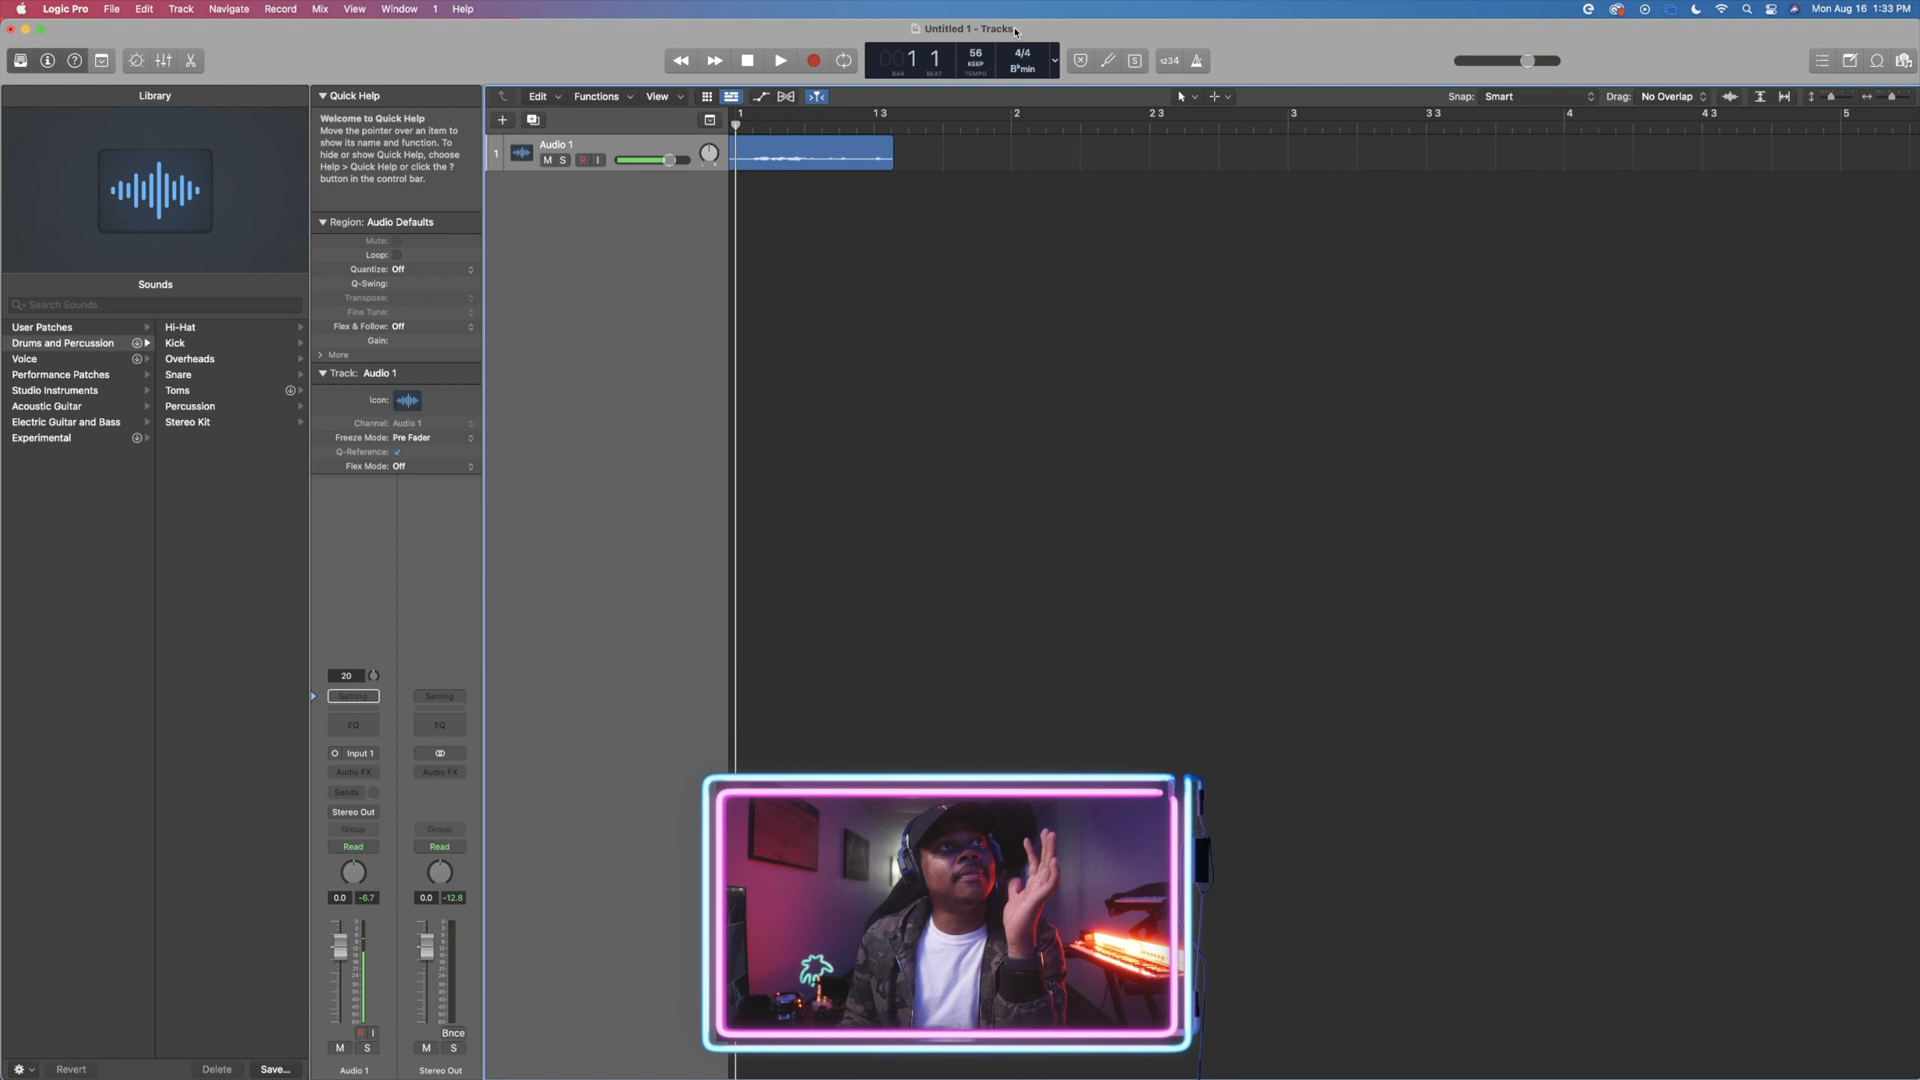 Logic Pro File Edit Track Navigate Record Mix View Window 1 Help
Mon Aug 16 1:33 PM
Untitled 1 - Tracks
001 1
BAR BEAT
56
KEEP
TEMPO
4/4
B♭min
S
1234
Library
Sounds
Search Sounds
User Patches
Drums and Percussion
Voice
Performance Patches
Studio Instruments
Acoustic Guitar
Electric Guitar and Bass
Experimental
Hi-Hat
Kick
Overheads
Snare
Toms
Percussion
Stereo Kit
Revert
Delete
Save...
Quick Help
Welcome to Quick Help
Move the pointer over an item to
show its name and function. To
hide or show Quick Help, choose
Help > Quick Help or click the ?
button in the control bar.
Region: Audio Defaults
Mute:
Loop:
Quantize: Off
Q-Swing:
Transpose:
Fine Tune:
Flex & Follow: Off
Gain:
More
Track: Audio 1
Icon:
Channel: Audio 1
Freeze Mode: Pre Fader
Q-Reference:
Flex Mode: Off
20
Setting
EQ
Input 1
Audio FX
Sends
Stereo Out
Group
Read
0.0 -6.7
R I
M S
Audio 1
Setting
EQ
Audio FX
Group
Read
0.0 -12.8
Bnce
M S
Stereo Out
Edit Functions View
Snap: Smart
Drag: No Overlap
1 1 3 2 2 3 3 3 3 4 4 3 5
1
Audio 1
M S R I